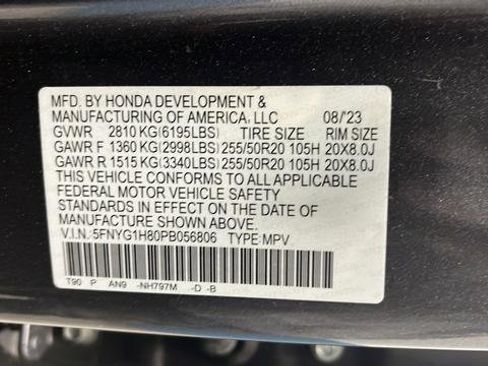 MFD. BY HONDA DEVELOPMENT &
MANUFACTURING OF AMERICA, LLC 08/'23
GVWR 2810 KG(6195LBS) TIRE SIZE RIM SIZE
GAWR F 1360 KG(2998LBS) 255/50R20 105H 20X8.0J
GAWR R 1515 KG(3340LBS) 255/50R20 105H 20X8.0J
THIS VEHICLE CONFORMS TO ALL APPLICABLE
FEDERAL MOTOR VEHICLE SAFETY
STANDARDS IN EFFECT ON THE DATE OF
MANUFACTURE SHOWN ABOVE.
V.I.N.:5FNYG1H80PB056806 TYPE:MPV
T90 P AN9 -NH797M -D -B